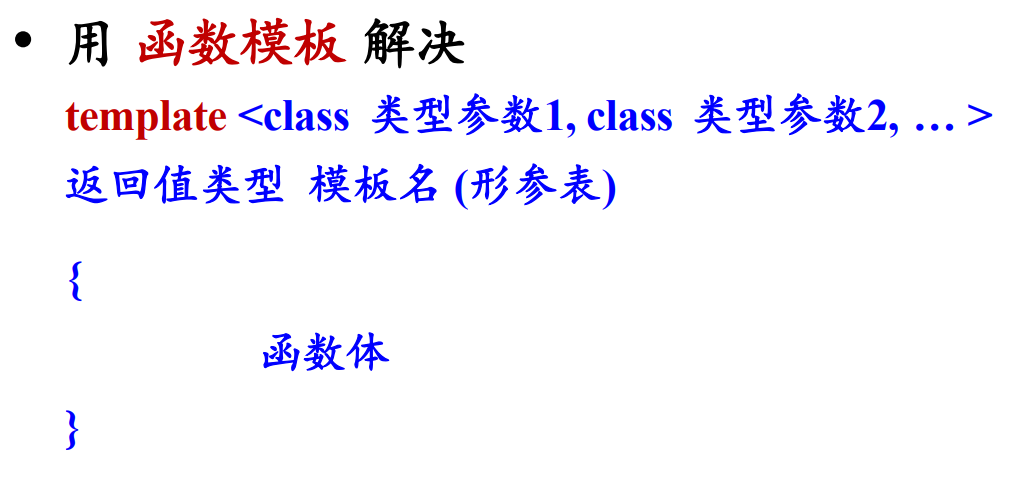 • 用 函数模板 解决
template <class 类型参数1, class 类型参数2, … >
返回值类型 模板名 (形参表)
{
函数体
}